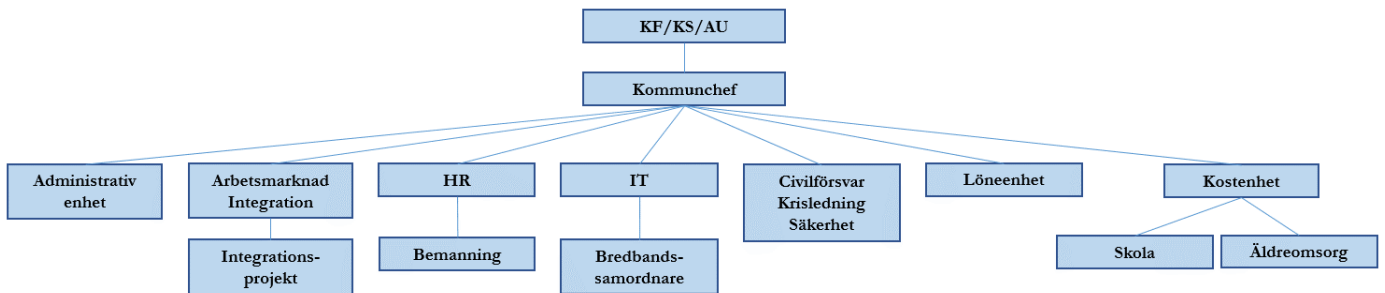 KF/KS/AU
Kommunchef
Administrativ
enhet
Arbetsmarknad
Integration
HR
IT
Civilförsvar
Krisledning
Säkerhet
Löneenhet
Kostenhet
Integrations-
projekt
Bemanning
Bredbands-
samordnare
Skola
Äldreomsorg